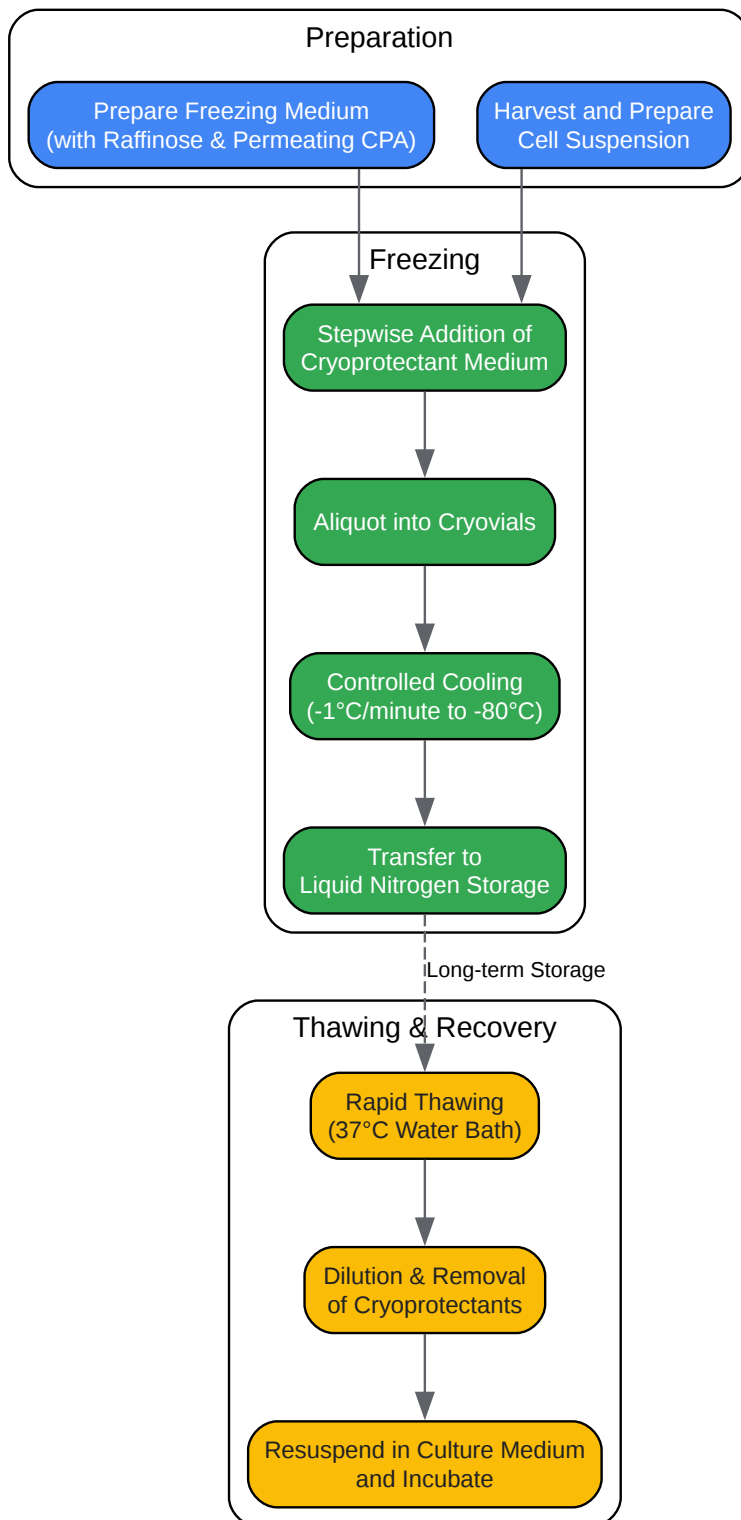 Preparation
Prepare Freezing Medium
(with Raffinose & Permeating CPA)
Harvest and Prepare
Cell Suspension
Freezing
Stepwise Addition of
Cryoprotectant Medium
Aliquot into Cryovials
Controlled Cooling
(-1°C/minute to -80°C)
Transfer to
Liquid Nitrogen Storage
Long-term Storage
Thawing & Recovery
Rapid Thawing
(37°C Water Bath)
Dilution & Removal
of Cryoprotectants
Resuspend in Culture Medium
and Incubate